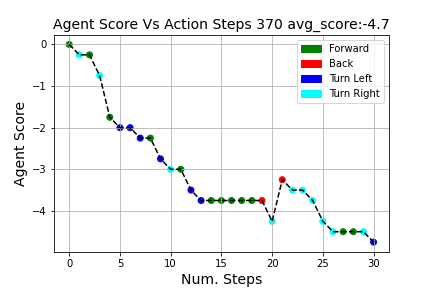 Agent Score Vs Action Steps 370 avg_score:-4.7
Forward
Back
Turn Left
Turn Right
Agent Score
0
−1
−2
−3
−4
0 5 10 15 20 25 30
Num. Steps